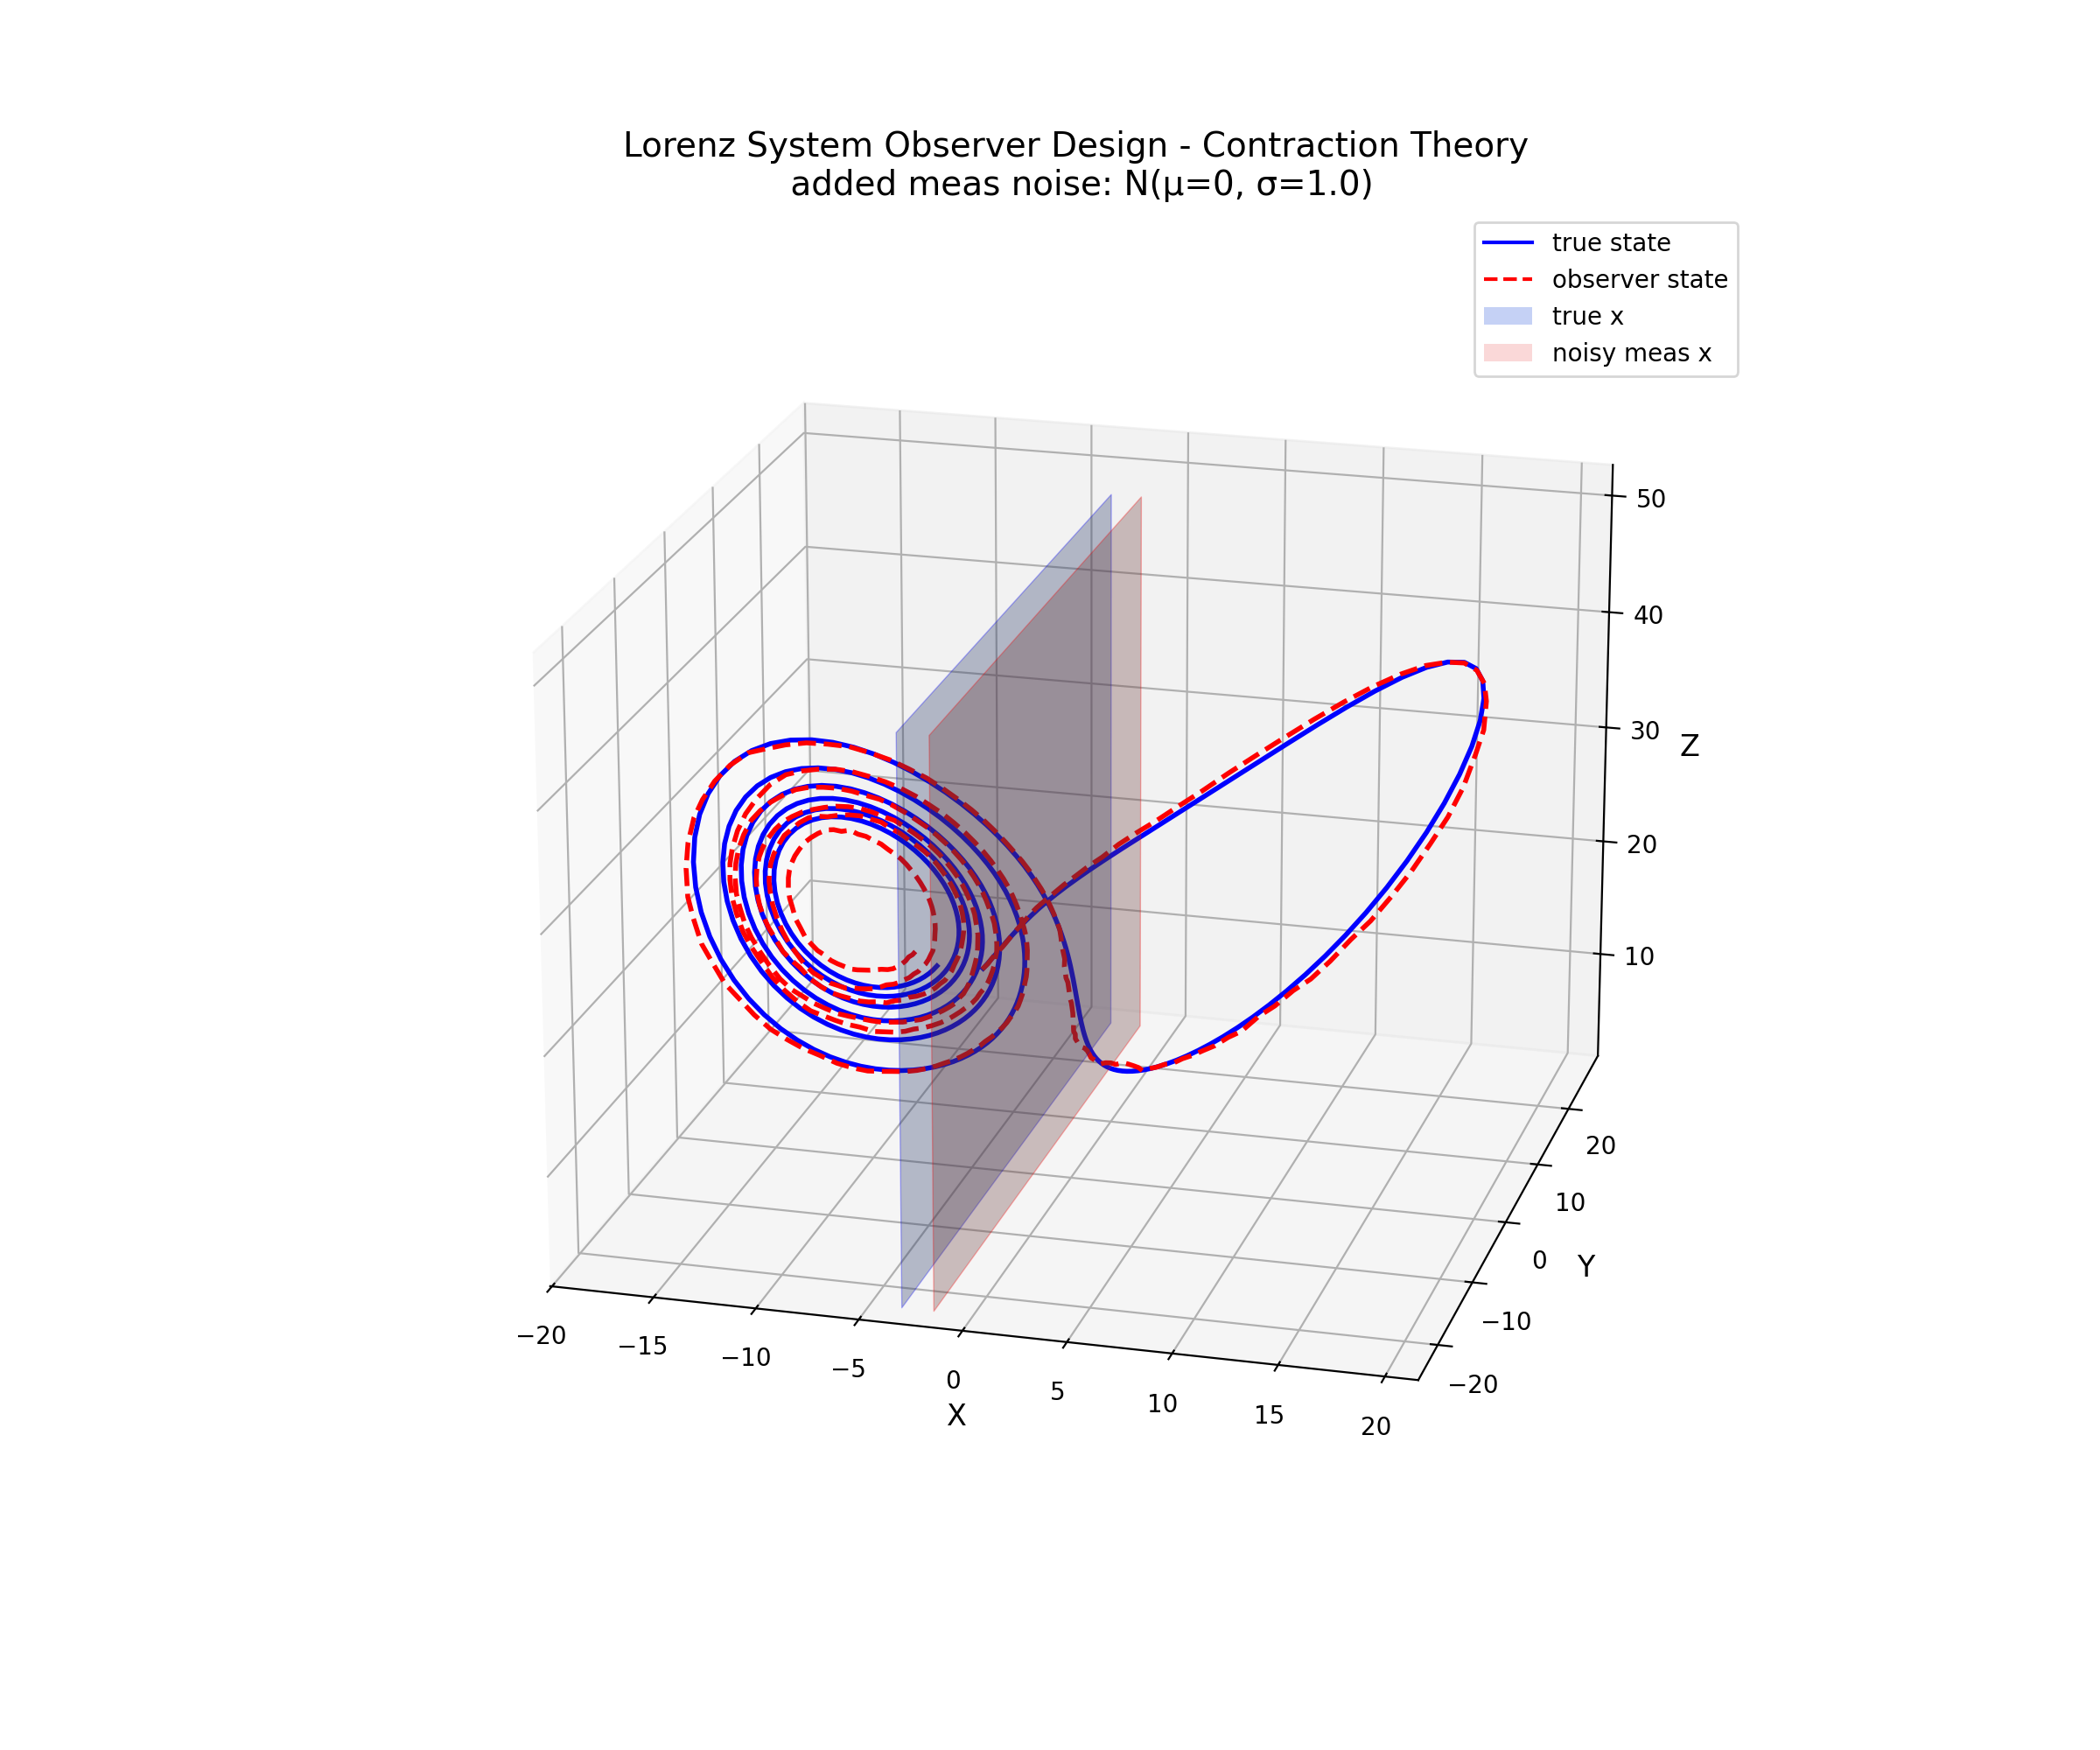 Lorenz System Observer Design - Contraction Theory
added meas noise: N(μ=0, σ=1.0)
true state
observer state
true x
noisy meas x
50
40
30
Z
20
10
20
10
0
Y
−10
−20
−20
−15
−10
−5
0
5
10
15
20
X